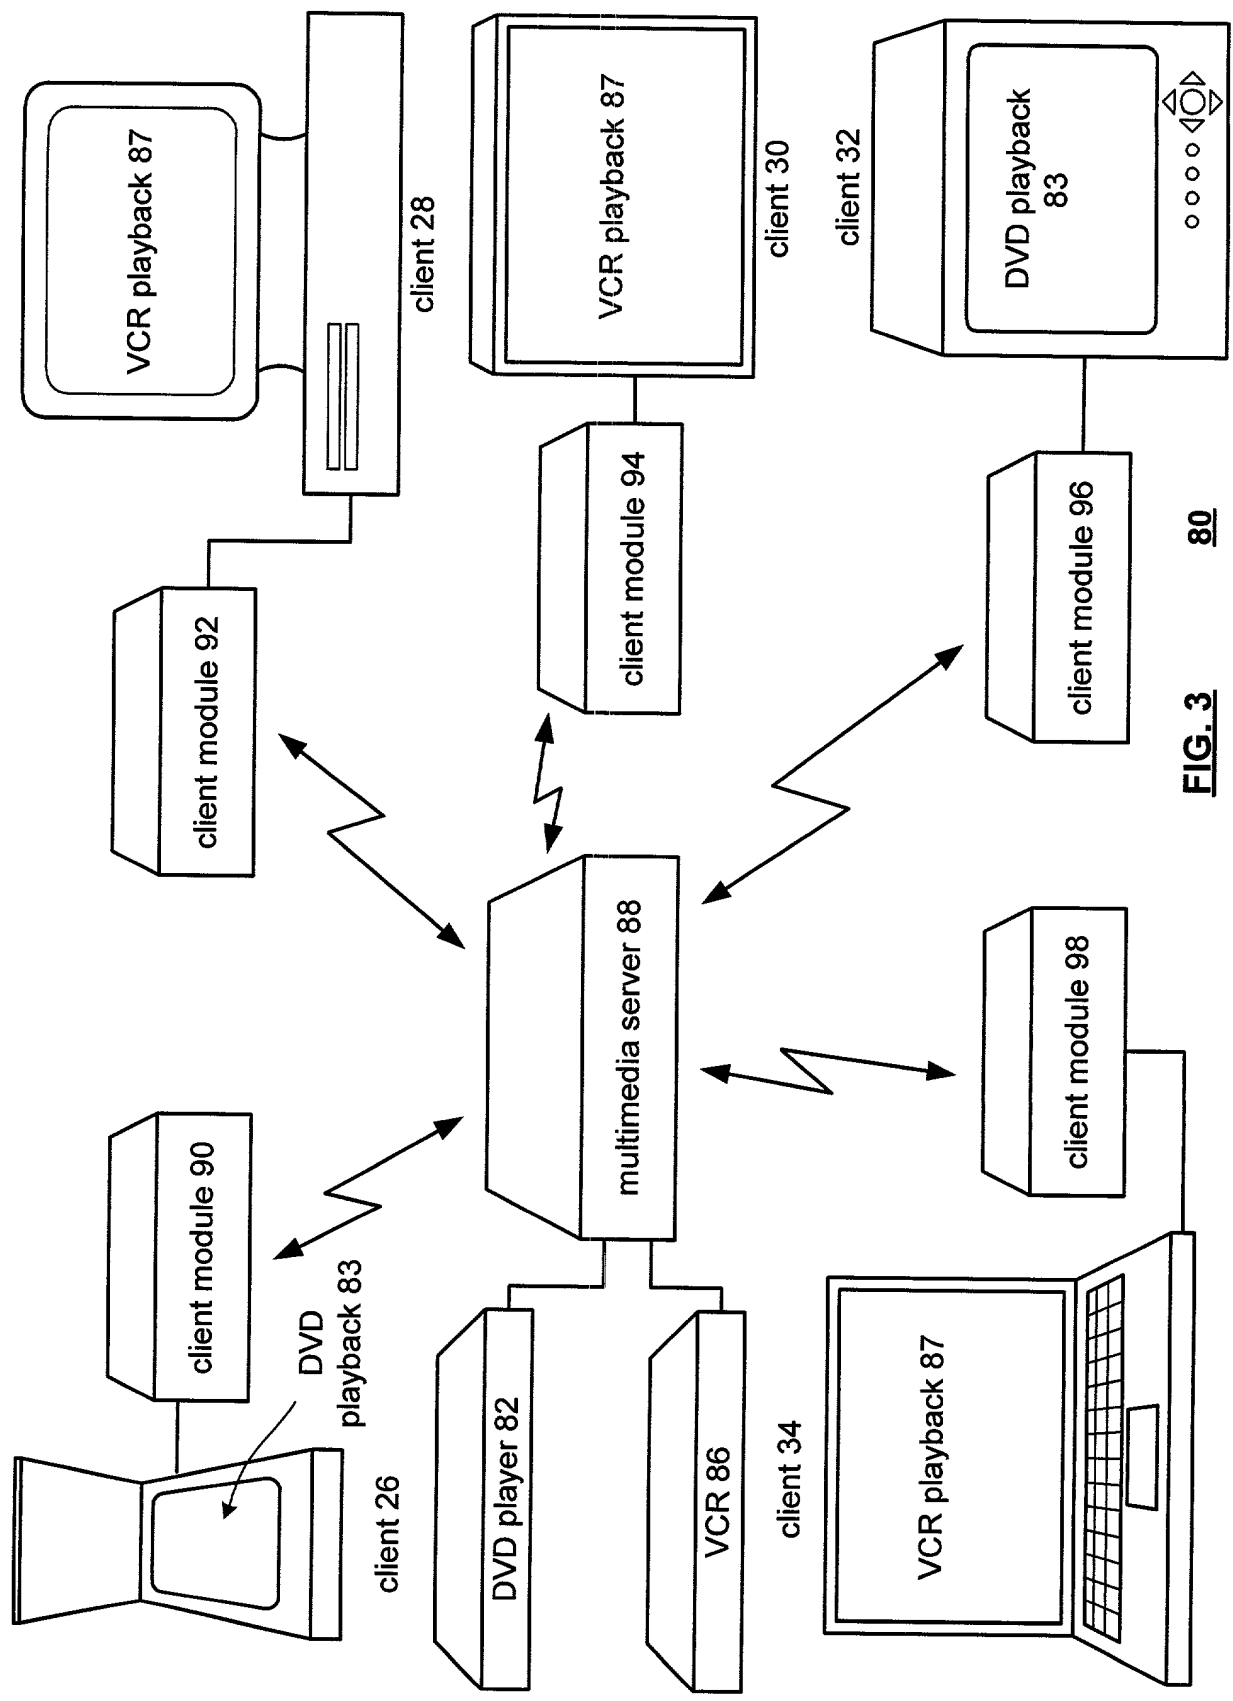 client module 90
DVD
playback 83
client 26
client module 92
VCR playback 87
client 28
DVD player 82
VCR 86
multimedia server 88
client module 94
VCR playback 87
client 30
client 34
VCR playback 87
client module 98
client module 96
client 32
DVD playback
83
FIG. 3
80